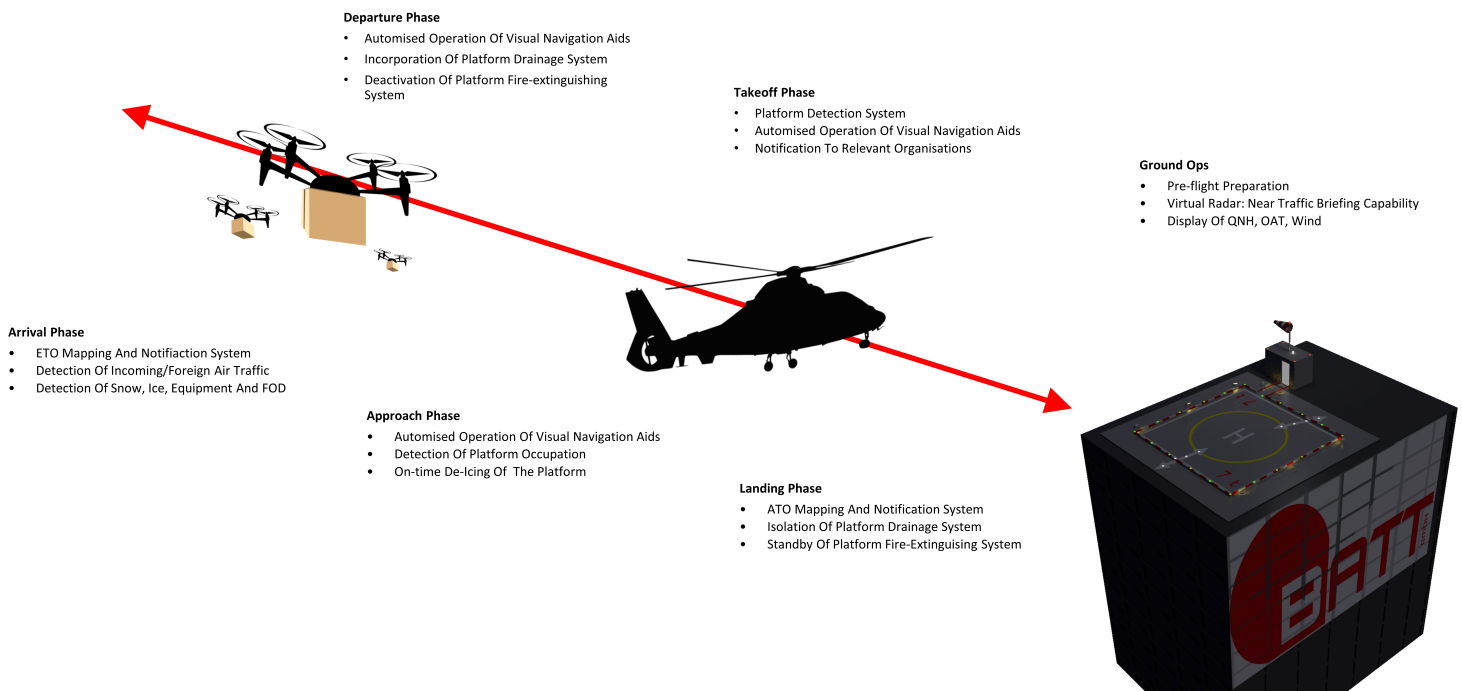 Departure Phase
• Automised Operation Of Visual Navigation Aids
• Incorporation Of Platform Drainage System
• Deactivation Of Platform Fire-extinguishing
System
Takeoff Phase
• Platform Detection System
• Automised Operation Of Visual Navigation Aids
• Notification To Relevant Organisations
Ground Ops
• Pre-flight Preparation
• Virtual Radar: Near Traffic Briefing Capability
• Display Of QNH, OAT, Wind
Arrival Phase
• ETO Mapping And Notifiaction System
• Detection Of Incoming/Foreign Air Traffic
• Detection Of Snow, Ice, Equipment And FOD
Approach Phase
• Automised Operation Of Visual Navigation Aids
• Detection Of Platform Occupation
• On-time De-Icing Of The Platform
Landing Phase
• ATO Mapping And Notification System
• Isolation Of Platform Drainage System
• Standby Of Platform Fire-Extinguising System
H
BATT